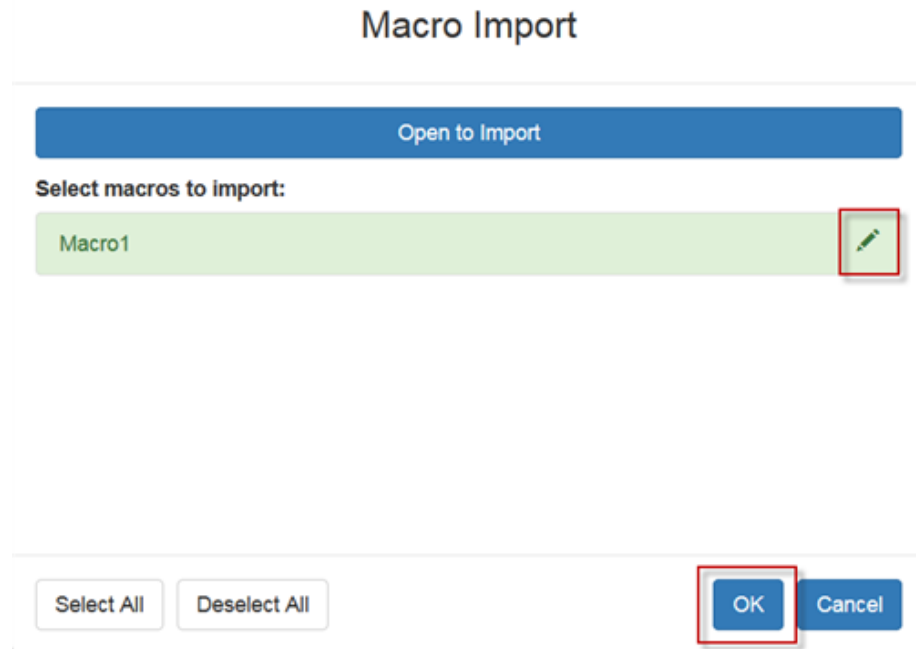 Macro Import
Open to Import
Select macros to import:
Macro1
Select All Deselect All OK Cancel